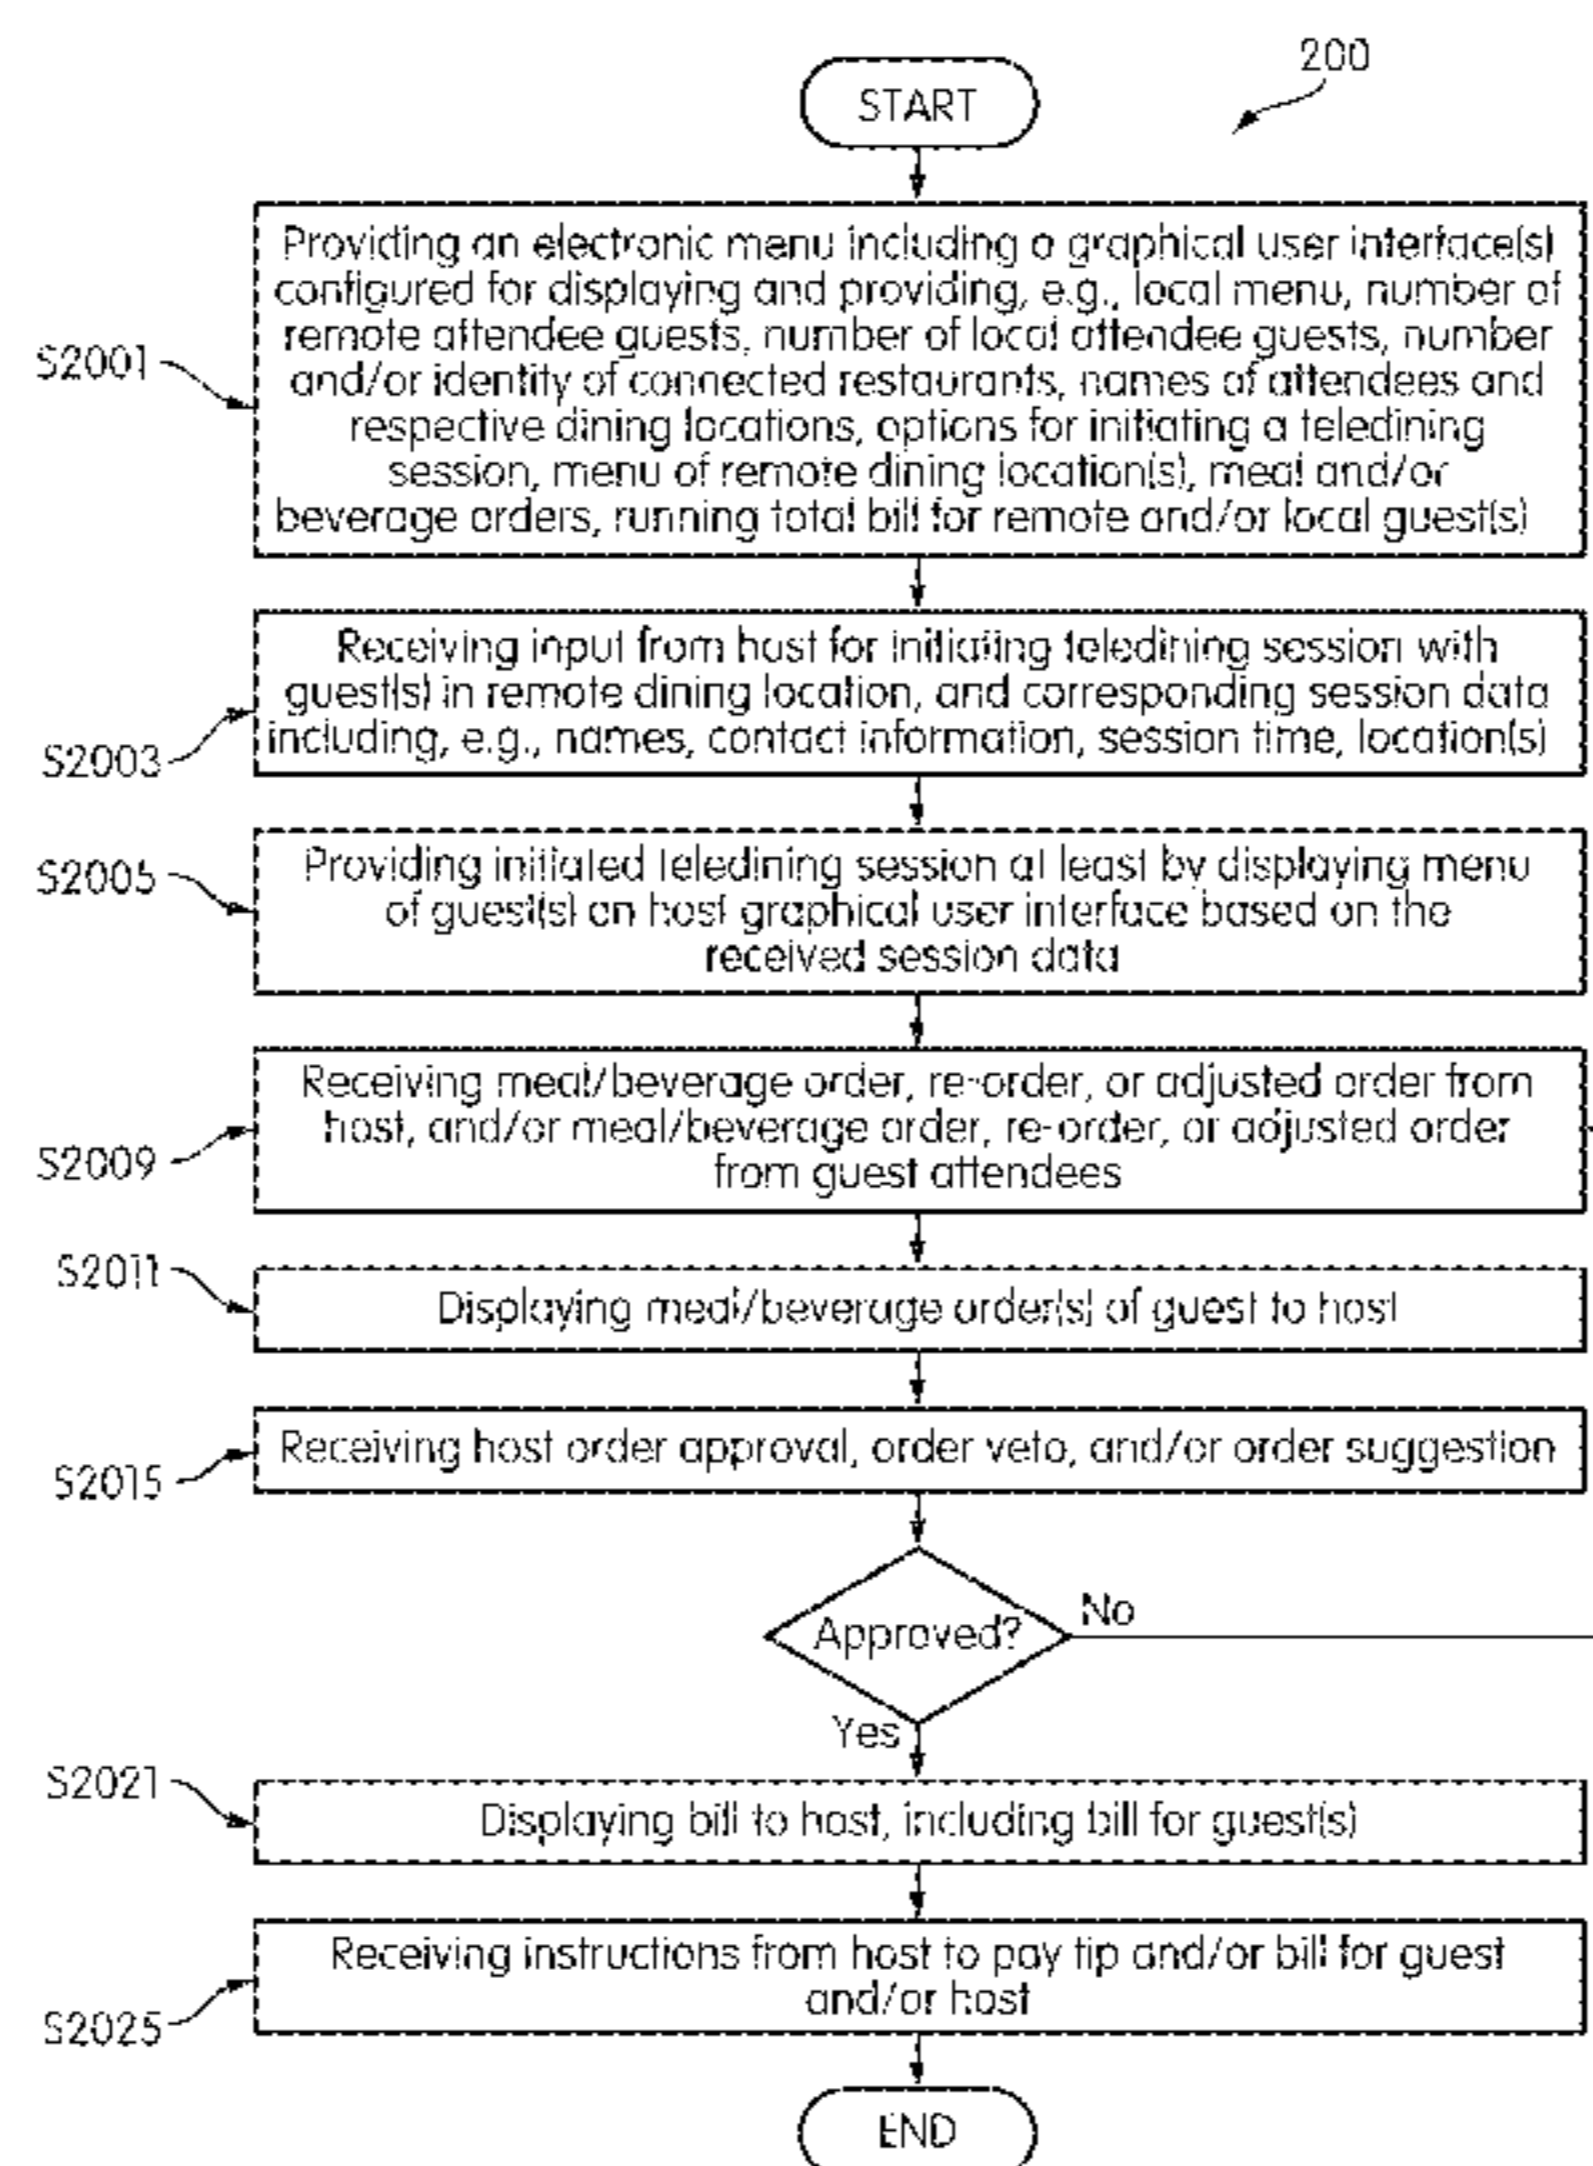 200
START
S2001
Providing an electronic menu including a graphical user interface(s)
configured for displaying and providing, e.g., local menu, number of
remote attendee guests, number of local attendee guests, number
and/or identity of connected restaurants, names of attendees and
respective dining locations, options for initiating a teledining
session, menu of remote dining location(s), meal and/or
beverage orders, running total bill for remote and/or local guest(s)
S2003
Receiving input from host for initiating teledining session with
guest(s) in remote dining location, and corresponding session data
including, e.g., names, contact information, session time, location(s)
S2005
Providing initiated teledining session at least by displaying menu
of guest(s) on host graphical user interface based on the
received session data
S2009
Receiving meal/beverage order, re-order, or adjusted order from
host, and/or meal/beverage order, re-order, or adjusted order
from guest attendees
S2011
Displaying meal/beverage order(s) of guest to host
S2015
Receiving host order approval, order veto, and/or order suggestion
Approved?
No
Yes
S2021
Displaying bill to host, including bill for guest(s)
S2025
Receiving instructions from host to pay tip and/or bill for guest
and/or host
END